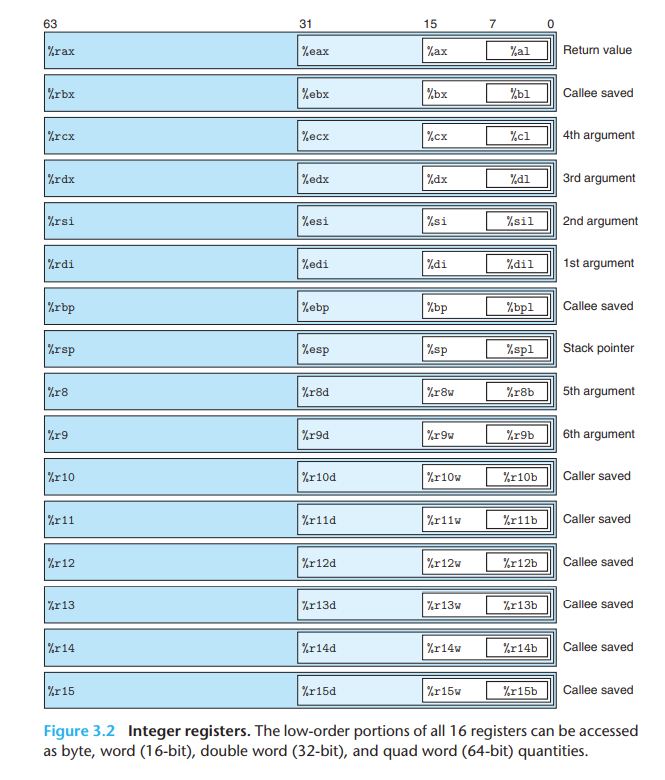 63 31 15 7 0
%rax %eax %ax %al Return value
%rbx %ebx %bx %bl Callee saved
%rcx %ecx %cx %cl 4th argument
%rdx %edx %dx %dl 3rd argument
%rsi %esi %si %sil 2nd argument
%rdi %edi %di %dil 1st argument
%rbp %ebp %bp %bpl Callee saved
%rsp %esp %sp %spl Stack pointer
%r8 %r8d %r8w %r8b 5th argument
%r9 %r9d %r9w %r9b 6th argument
%r10 %r10d %r10w %r10b Caller saved
%r11 %r11d %r11w %r11b Caller saved
%r12 %r12d %r12w %r12b Callee saved
%r13 %r13d %r13w %r13b Callee saved
%r14 %r14d %r14w %r14b Callee saved
%r15 %r15d %r15w %r15b Callee saved
Figure 3.2 Integer registers. The low-order portions of all 16 registers can be accessed
as byte, word (16-bit), double word (32-bit), and quad word (64-bit) quantities.